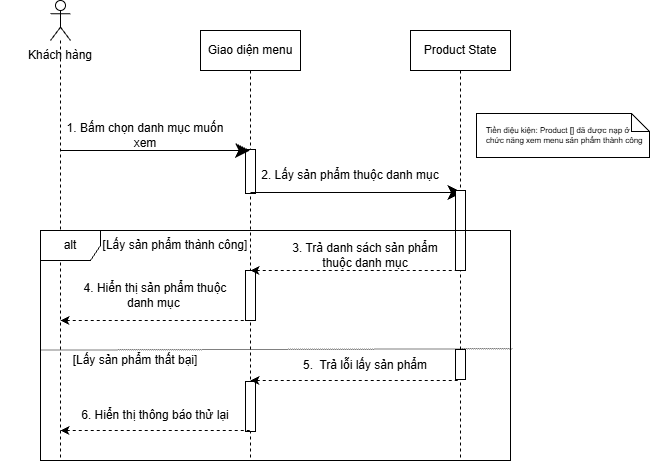 Khách hàng
Giao diện menu
Product State
Tiền diệu kiện: Product [] đã dược nạp ở
chức năng xem menu sản phẩm thành công
1. Bấm chọn danh mục muốn
xem
2. Lấy sản phẩm thuộc danh mục
alt
[Lấy sản phẩm thành công]
3. Trả danh sách sản phẩm
thuộc danh mục
4. Hiển thị sản phẩm thuộc
danh mục
[Lấy sản phẩm thất bại]
5. Trả lỗi lấy sản phẩm
6. Hiển thị thông báo thử lại